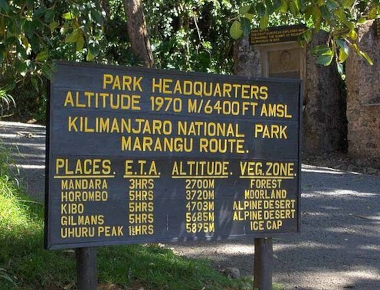 PARK HEADQUARTERS
ALTITUDE 1970 M/6400 FT AMSL
KILIMANJARO NATIONAL PARK
MARANGU ROUTE.
PLACES. E.T.A. ALTITUDE. VEG. ZONE.
MANDARA 3HRS 2700M FOREST
HOROMBO 5HRS 3720M MOORLAND
KIBO 5HRS 4703M ALPINE DESERT
GILMANS 5HRS 5685M ALPINE DESERT
UHURU PEAK 1½HRS 5895M ICE CAP